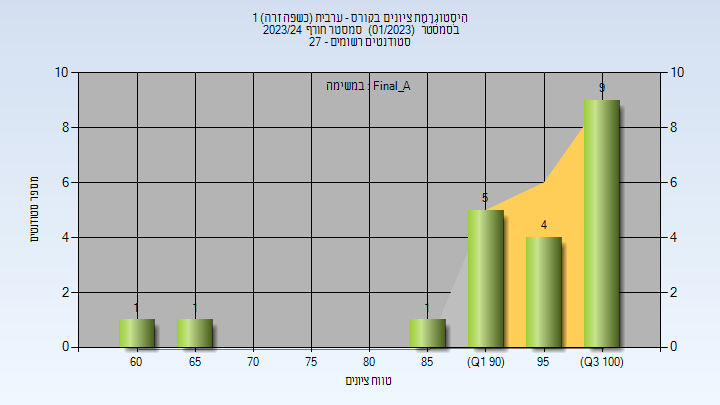 היסטוגרמת ציונים בקורס - ערבית (כשפה זרה) 1
בסמסטר (01/2023) סמסטר חורף 2023/24
סטודנטים רשומים - 27
במשימה : Final_A
מספר סטודנטים
10 10
8 8
6 6
4 4
2 2
0 0
1 1 1 5 4 9
60 65 70 75 80 85 (Q1 90) 95 (Q3 100)
טווח ציונים